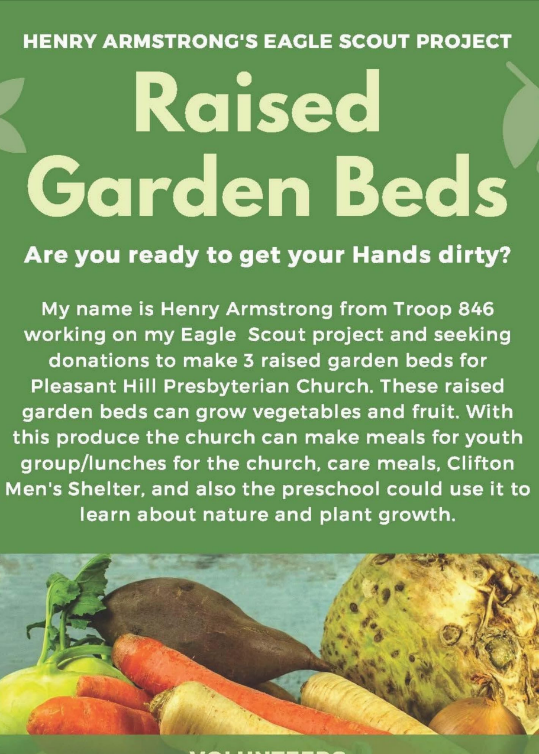 HENRY ARMSTRONG'S EAGLE SCOUT PROJECT
Raised
Garden Beds
Are you ready to get your Hands dirty?
My name is Henry Armstrong from Troop 846
working on my Eagle Scout project and seeking
donations to make 3 raised garden beds for
Pleasant Hill Presbyterian Church. These raised
garden beds can grow vegetables and fruit. With
this produce the church can make meals for youth
group/lunches for the church, care meals, Clifton
Men's Shelter, and also the preschool could use it to
learn about nature and plant growth.
VOLUNTEERS